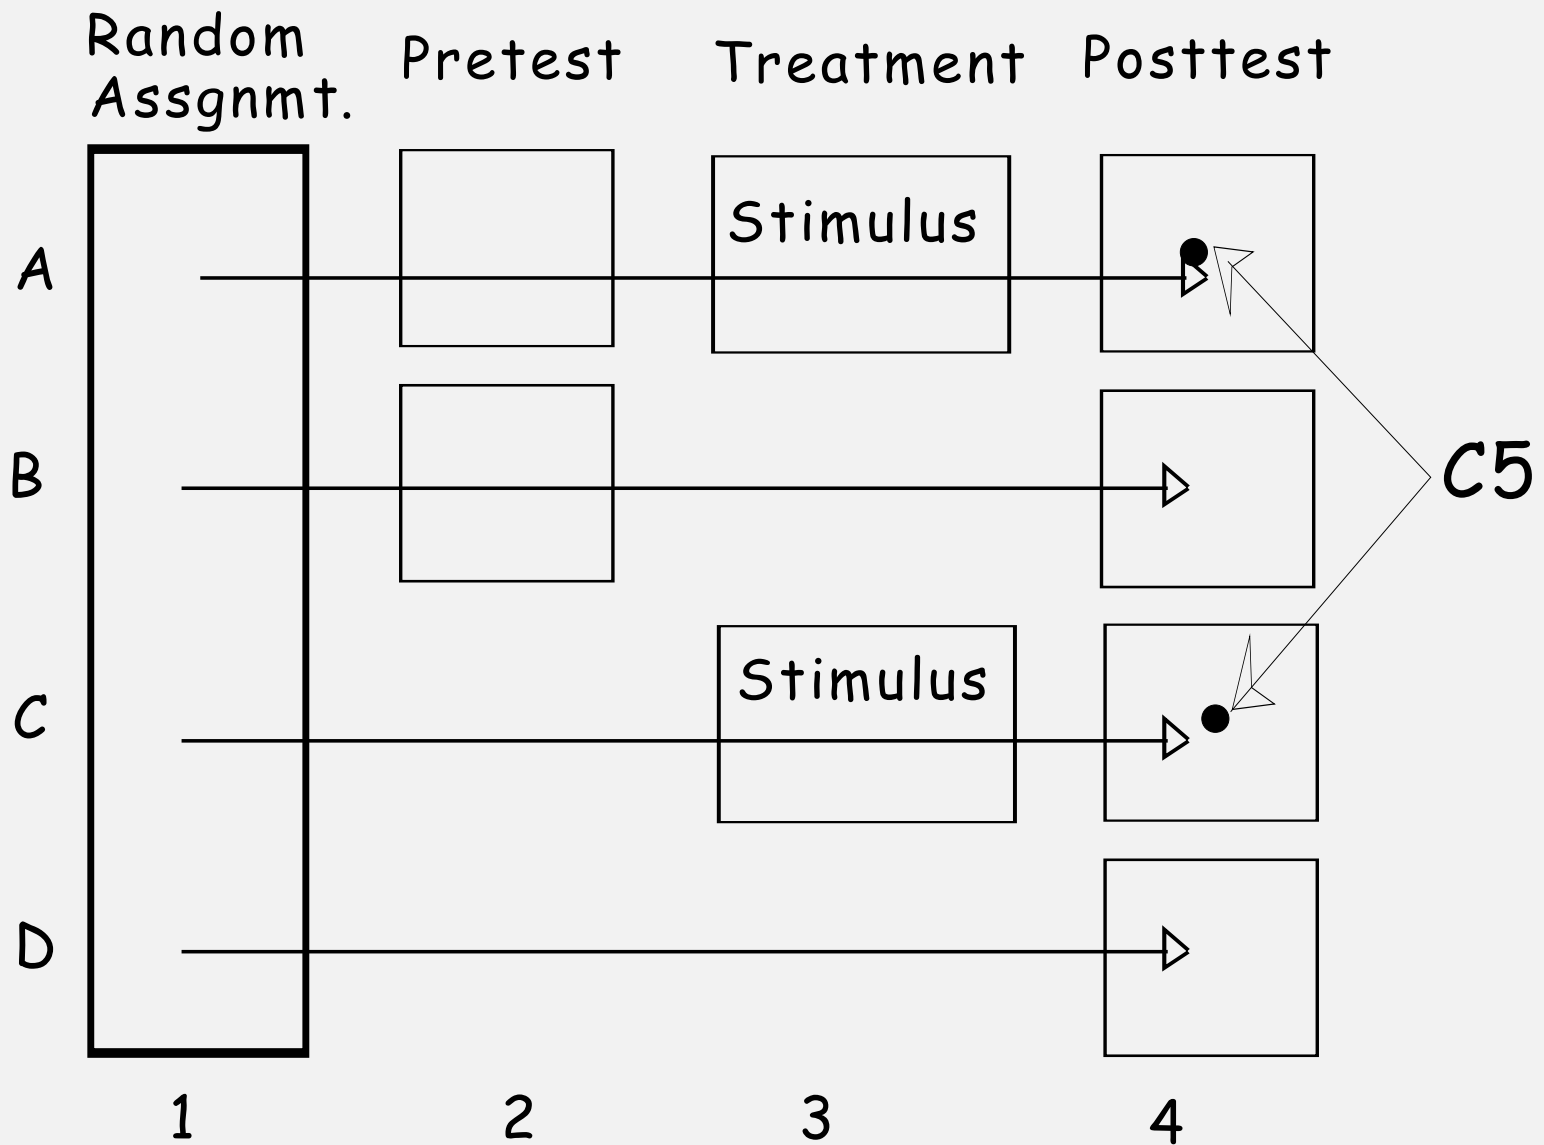 Random
Assgnmt.
Pretest
Treatment
Posttest
A
Stimulus
B
C5
C
Stimulus
D
1
2
3
4